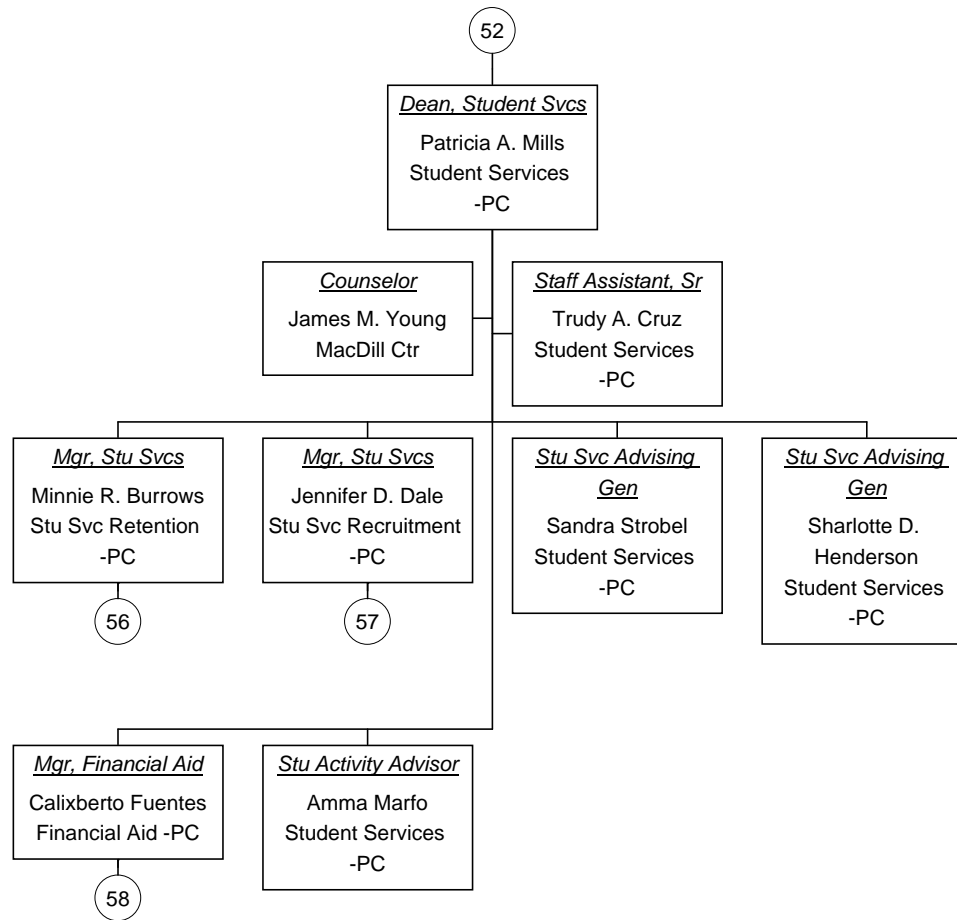 52
Dean, Student Svcs
Patricia A. Mills
Student Services
-PC
Counselor
James M. Young
MacDill Ctr
Staff Assistant, Sr
Trudy A. Cruz
Student Services
-PC
Mgr, Stu Svcs
Minnie R. Burrows
Stu Svc Retention
-PC
56
Mgr, Stu Svcs
Jennifer D. Dale
Stu Svc Recruitment
-PC
57
Stu Svc Advising
Gen
Sandra Strobel
Student Services
-PC
Stu Svc Advising
Gen
Sharlotte D.
Henderson
Student Services
-PC
Mgr, Financial Aid
Calixberto Fuentes
Financial Aid -PC
58
Stu Activity Advisor
Amma Marfo
Student Services
-PC